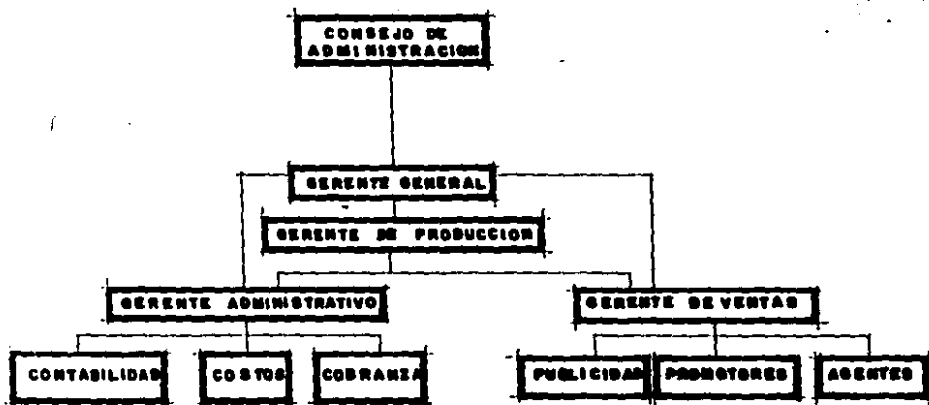 CONSEJO DE
ADMINISTRACION
GERENTE GENERAL
GERENTE DE PRODUCCION
GERENTE ADMINISTRATIVO
GERENTE DE VENTAS
CONTABILIDAD
COSTOS
COBRANZA
PUBLICIDAD
PROMOTORES
AGENTES